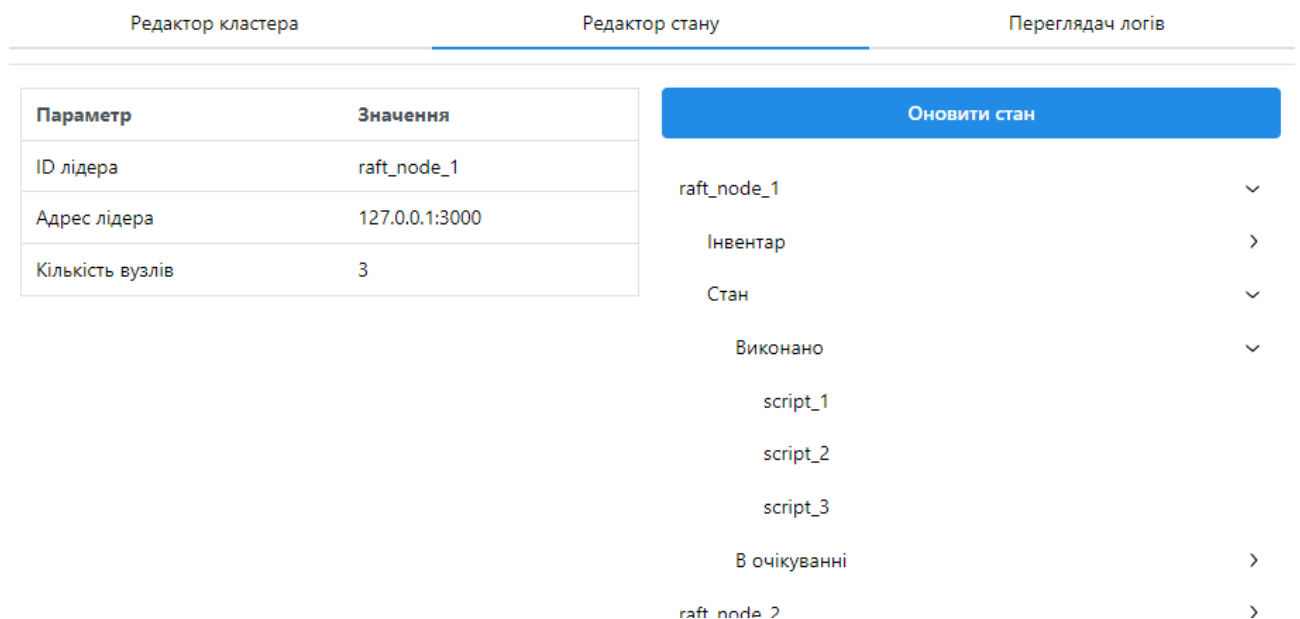 Редактор кластера
Редактор стану
Переглядач логів
Параметр Значення
ID лідера raft_node_1
Адрес лідера 127.0.0.1:3000
Кількість вузлів 3
Оновити стан
raft_node_1
Інвентар
Стан
Виконано
script_1
script_2
script_3
В очікуванні
raft_node_2